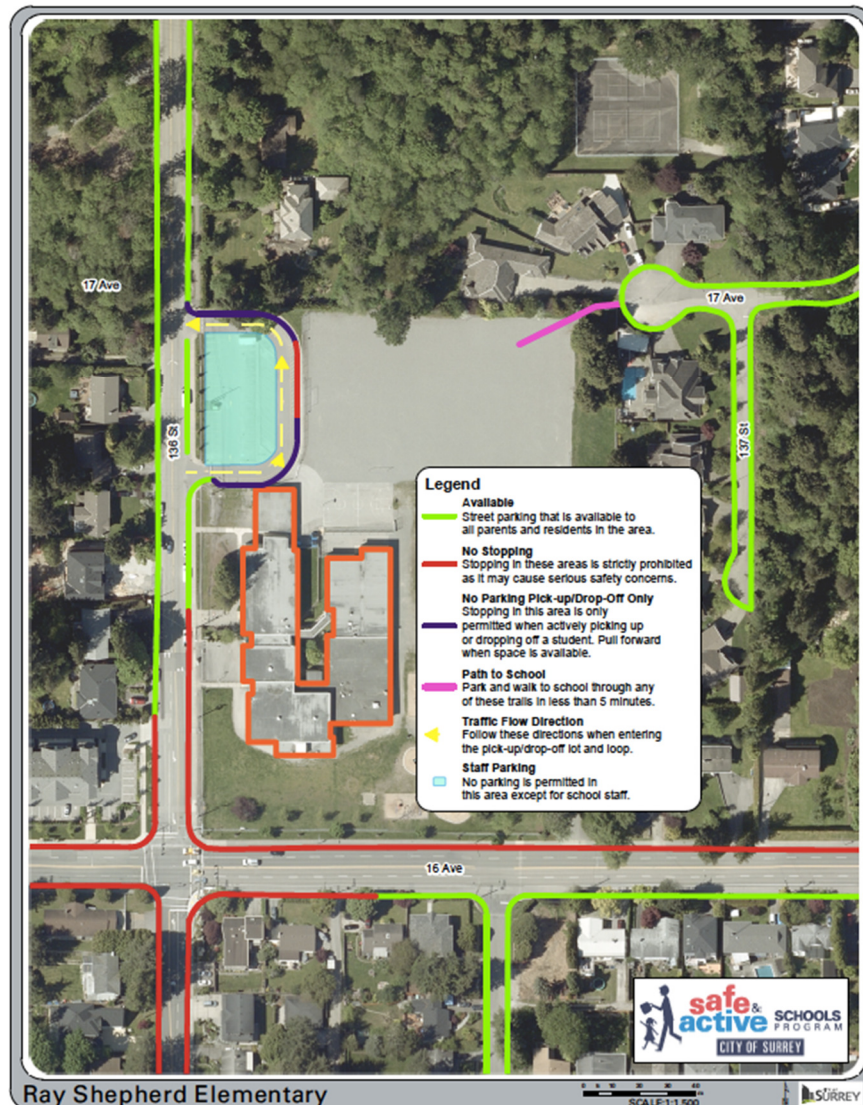 17 Ave
17 Ave
136 St
137 St
Legend
Available
Street parking that is available to
all parents and residents in the area.
No Stopping
Stopping in these areas is strictly prohibited
as it may cause serious safety concerns.
No Parking Pick-up/Drop-Off Only
Stopping in this area is only
permitted when actively picking up
or dropping off a student. Pull forward
when space is available.
Path to School
Park and walk to school through any
of these trails in less than 5 minutes.
Traffic Flow Direction
Follow these directions when entering
the pick-up/drop-off lot and loop.
Staff Parking
No parking is permitted in
this area except for school staff.
16 Ave
safe &
active SCHOOLS
PROGRAM
CITY OF SURREY
Ray Shepherd Elementary
SCALE:1:1,500
SURREY